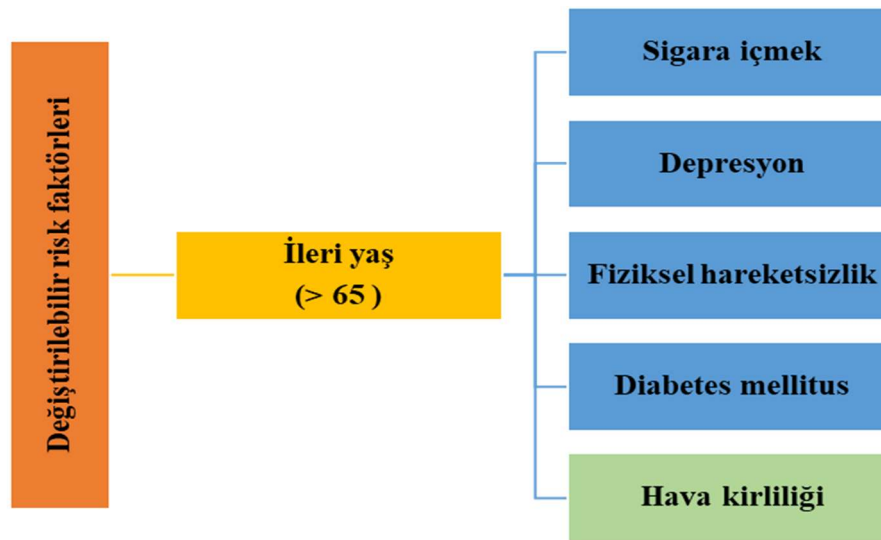 Değiştirilebilir risk faktörleri
İleri yaş
(> 65 )
Sigara içmek
Depresyon
Fiziksel hareketsizlik
Diabetes mellitus
Hava kirliliği